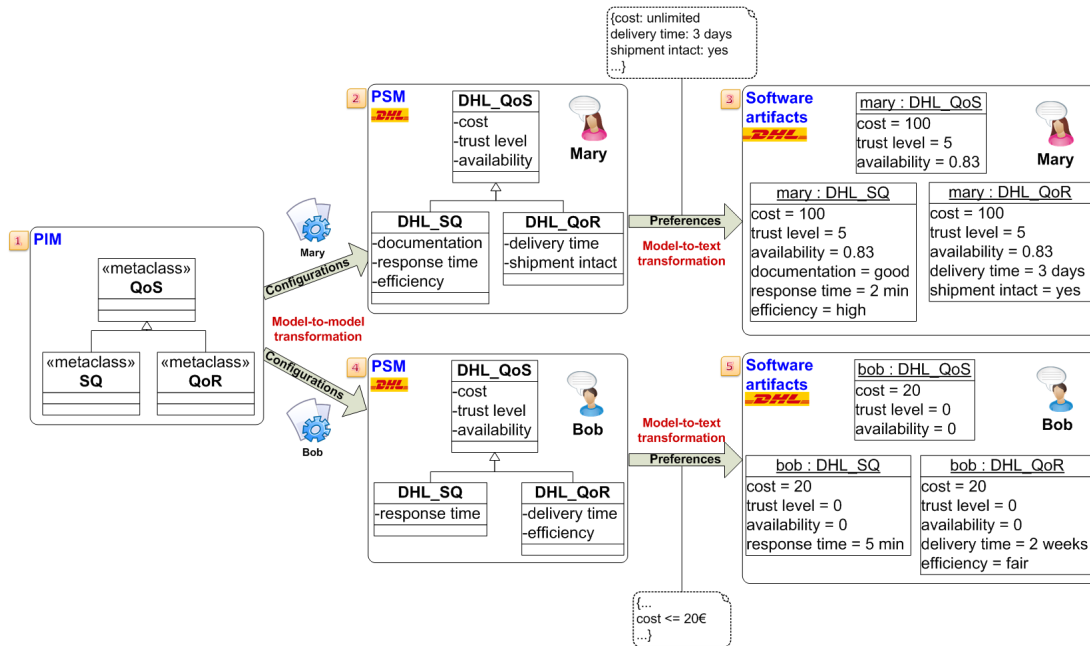 1
PIM
«metaclass»
QoS
«metaclass»
SQ
«metaclass»
QoR
Mary
Configurations
Model-to-model
transformation
Configurations
Bob
2
PSM
DHL
DHL_QoS
-cost
-trust level
-availability
Mary
DHL_SQ
-documentation
-response time
-efficiency
DHL_QoR
-delivery time
-shipment intact
{cost: unlimited
delivery time: 3 days
shipment intact: yes
...}
Preferences
Model-to-text
transformation
3
Software
artifacts
DHL
mary : DHL_QoS
cost = 100
trust level = 5
availability = 0.83
Mary
mary : DHL_SQ
cost = 100
trust level = 5
availability = 0.83
documentation = good
response time = 2 min
efficiency = high
mary : DHL_QoR
cost = 100
trust level = 5
availability = 0.83
delivery time = 3 days
shipment intact = yes
4
PSM
DHL
DHL_QoS
-cost
-trust level
-availability
Bob
DHL_SQ
-response time
DHL_QoR
-delivery time
-efficiency
Model-to-text
transformation
Preferences
{...
cost <= 20€
...}
5
Software
artifacts
DHL
bob : DHL_QoS
cost = 20
trust level = 0
availability = 0
Bob
bob : DHL_SQ
cost = 20
trust level = 0
availability = 0
response time = 5 min
bob : DHL_QoR
cost = 20
trust level = 0
availability = 0
delivery time = 2 weeks
efficiency = fair